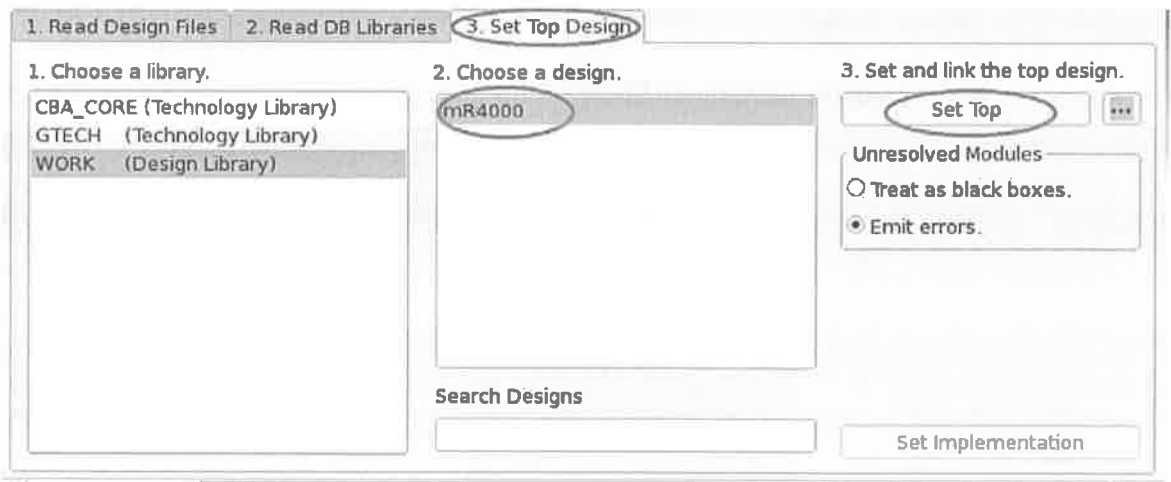 1. Read Design Files 2. Read DB Libraries 3. Set Top Design
1. Choose a library.
CBA_CORE (Technology Library)
GTECH (Technology Library)
WORK (Design Library)
2. Choose a design.
mR4000
Search Designs
3. Set and link the top design.
Set Top ...
Unresolved Modules
Treat as black boxes.
Emit errors.
Set Implementation